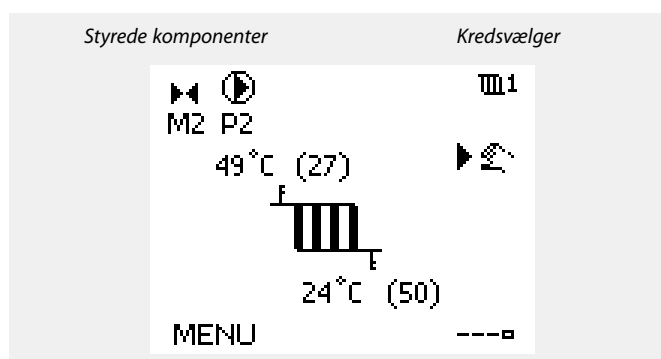 Styrede komponenter Kredsvælger
1
M2 P2
49°C (27)
24°C (50)
MENU ---